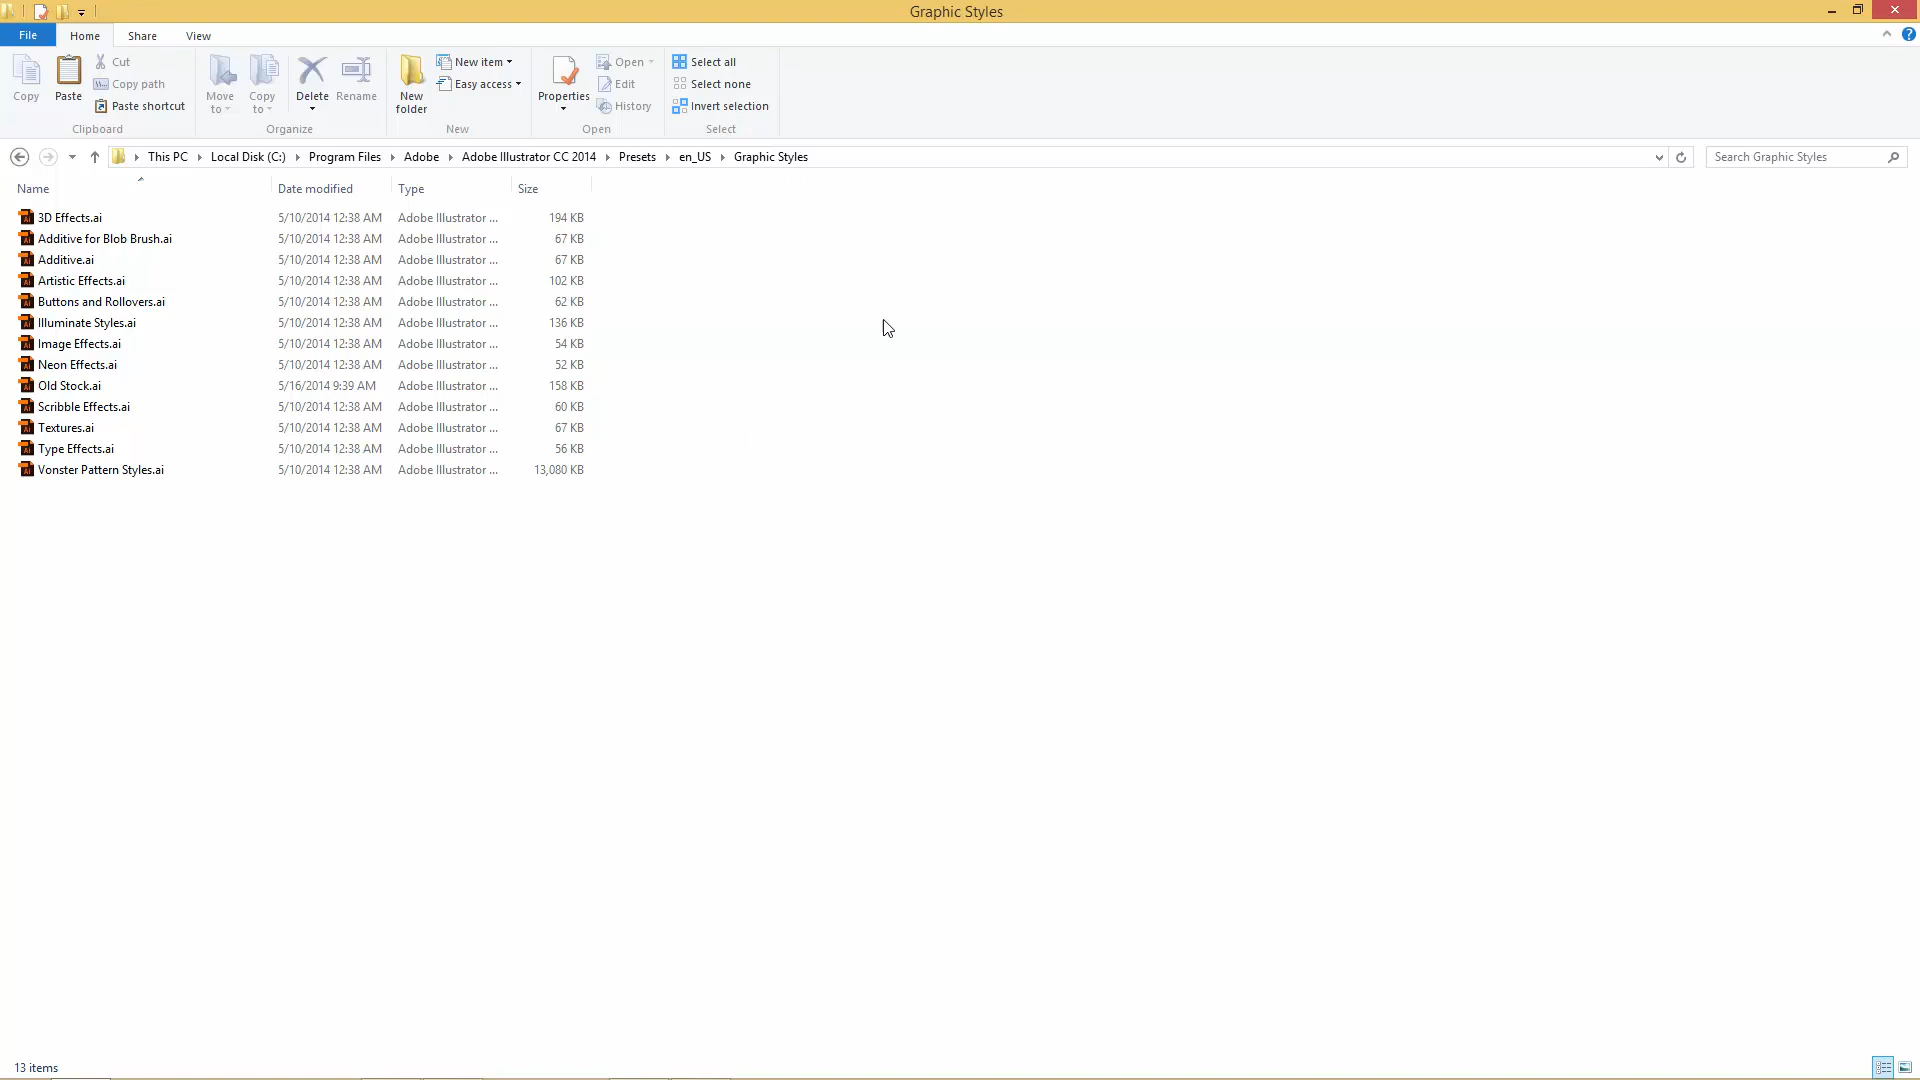 Graphic Styles
File Home Share View
Copy
Paste
Cut
Copy path
Paste shortcut
Clipboard
Move to
Copy to
Delete
Rename
Organize
New folder
New item
Easy access
New
Properties
Open
Edit
History
Open
Select all
Select none
Invert selection
Select
This PC Local Disk (C:) Program Files Adobe Adobe Illustrator CC 2014 Presets en_US Graphic Styles
Search Graphic Styles
Name Date modified Type Size
3D Effects.ai 5/10/2014 12:38 AM Adobe Illustrator ... 194 KB
Additive for Blob Brush.ai 5/10/2014 12:38 AM Adobe Illustrator ... 67 KB
Additive.ai 5/10/2014 12:38 AM Adobe Illustrator ... 67 KB
Artistic Effects.ai 5/10/2014 12:38 AM Adobe Illustrator ... 102 KB
Buttons and Rollovers.ai 5/10/2014 12:38 AM Adobe Illustrator ... 62 KB
Illuminate Styles.ai 5/10/2014 12:38 AM Adobe Illustrator ... 136 KB
Image Effects.ai 5/10/2014 12:38 AM Adobe Illustrator ... 54 KB
Neon Effects.ai 5/10/2014 12:38 AM Adobe Illustrator ... 52 KB
Old Stock.ai 5/16/2014 9:39 AM Adobe Illustrator ... 158 KB
Scribble Effects.ai 5/10/2014 12:38 AM Adobe Illustrator ... 60 KB
Textures.ai 5/10/2014 12:38 AM Adobe Illustrator ... 67 KB
Type Effects.ai 5/10/2014 12:38 AM Adobe Illustrator ... 56 KB
Vonster Pattern Styles.ai 5/10/2014 12:38 AM Adobe Illustrator ... 13,080 KB
13 items